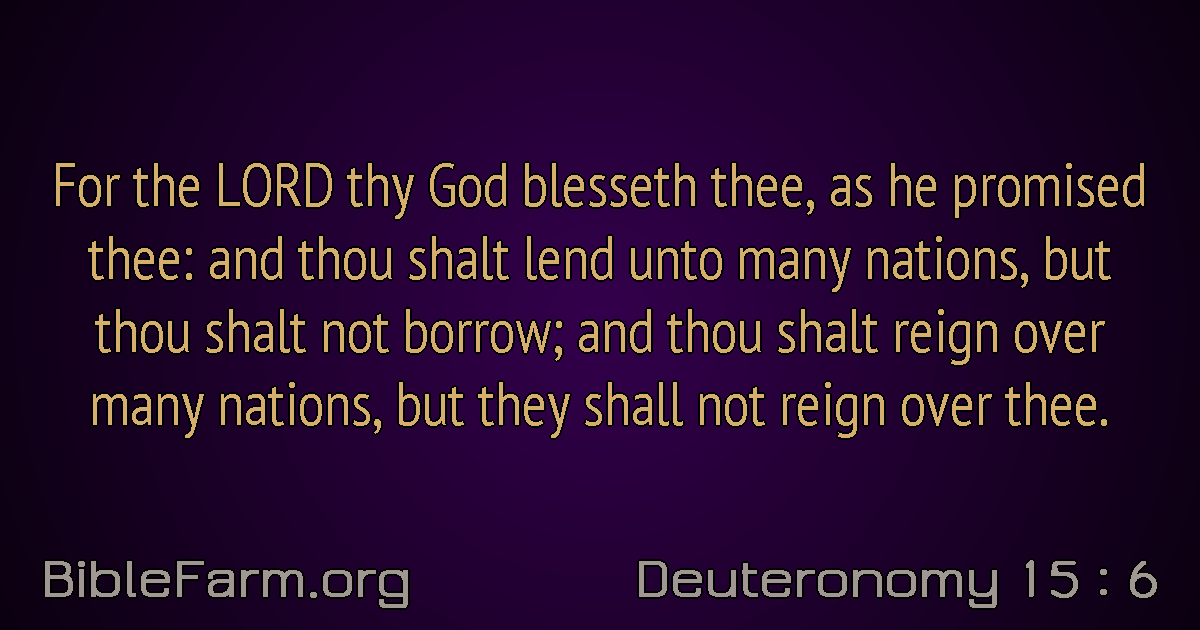 For the LORD thy God blesseth thee, as he promised
thee: and thou shalt lend unto many nations, but
thou shalt not borrow; and thou shalt reign over
many nations, but they shall not reign over thee.
BibleFarm.org
Deuteronomy 15 : 6